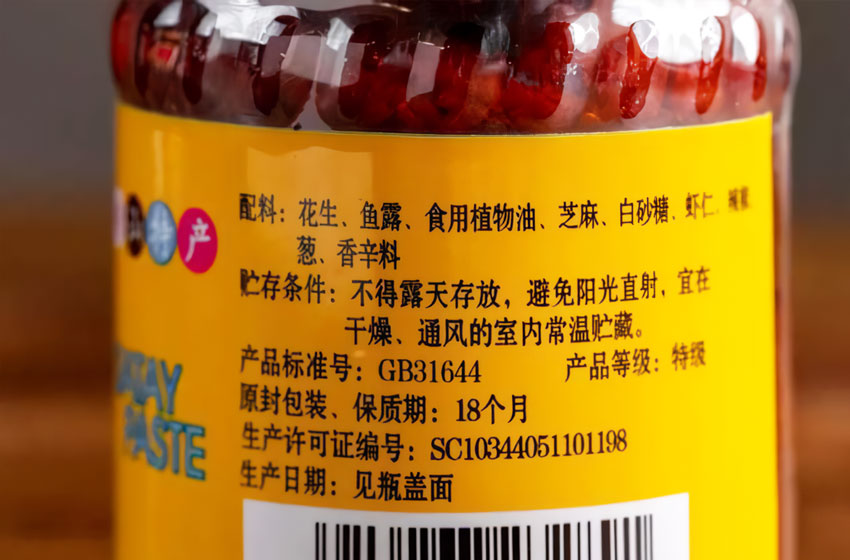 特产
配料：花生、鱼露、食用植物油、芝麻、白砂糖、虾仁、
葱、香辛料
贮存条件：不得露天存放，避免阳光直射，宜在
干燥、通风的室内常温贮藏。
产品标准号：GB31644 产品等级：特级
原封包装、保质期：18个月
生产许可证编号：SC10344051101198
生产日期：见瓶盖面
PASTE